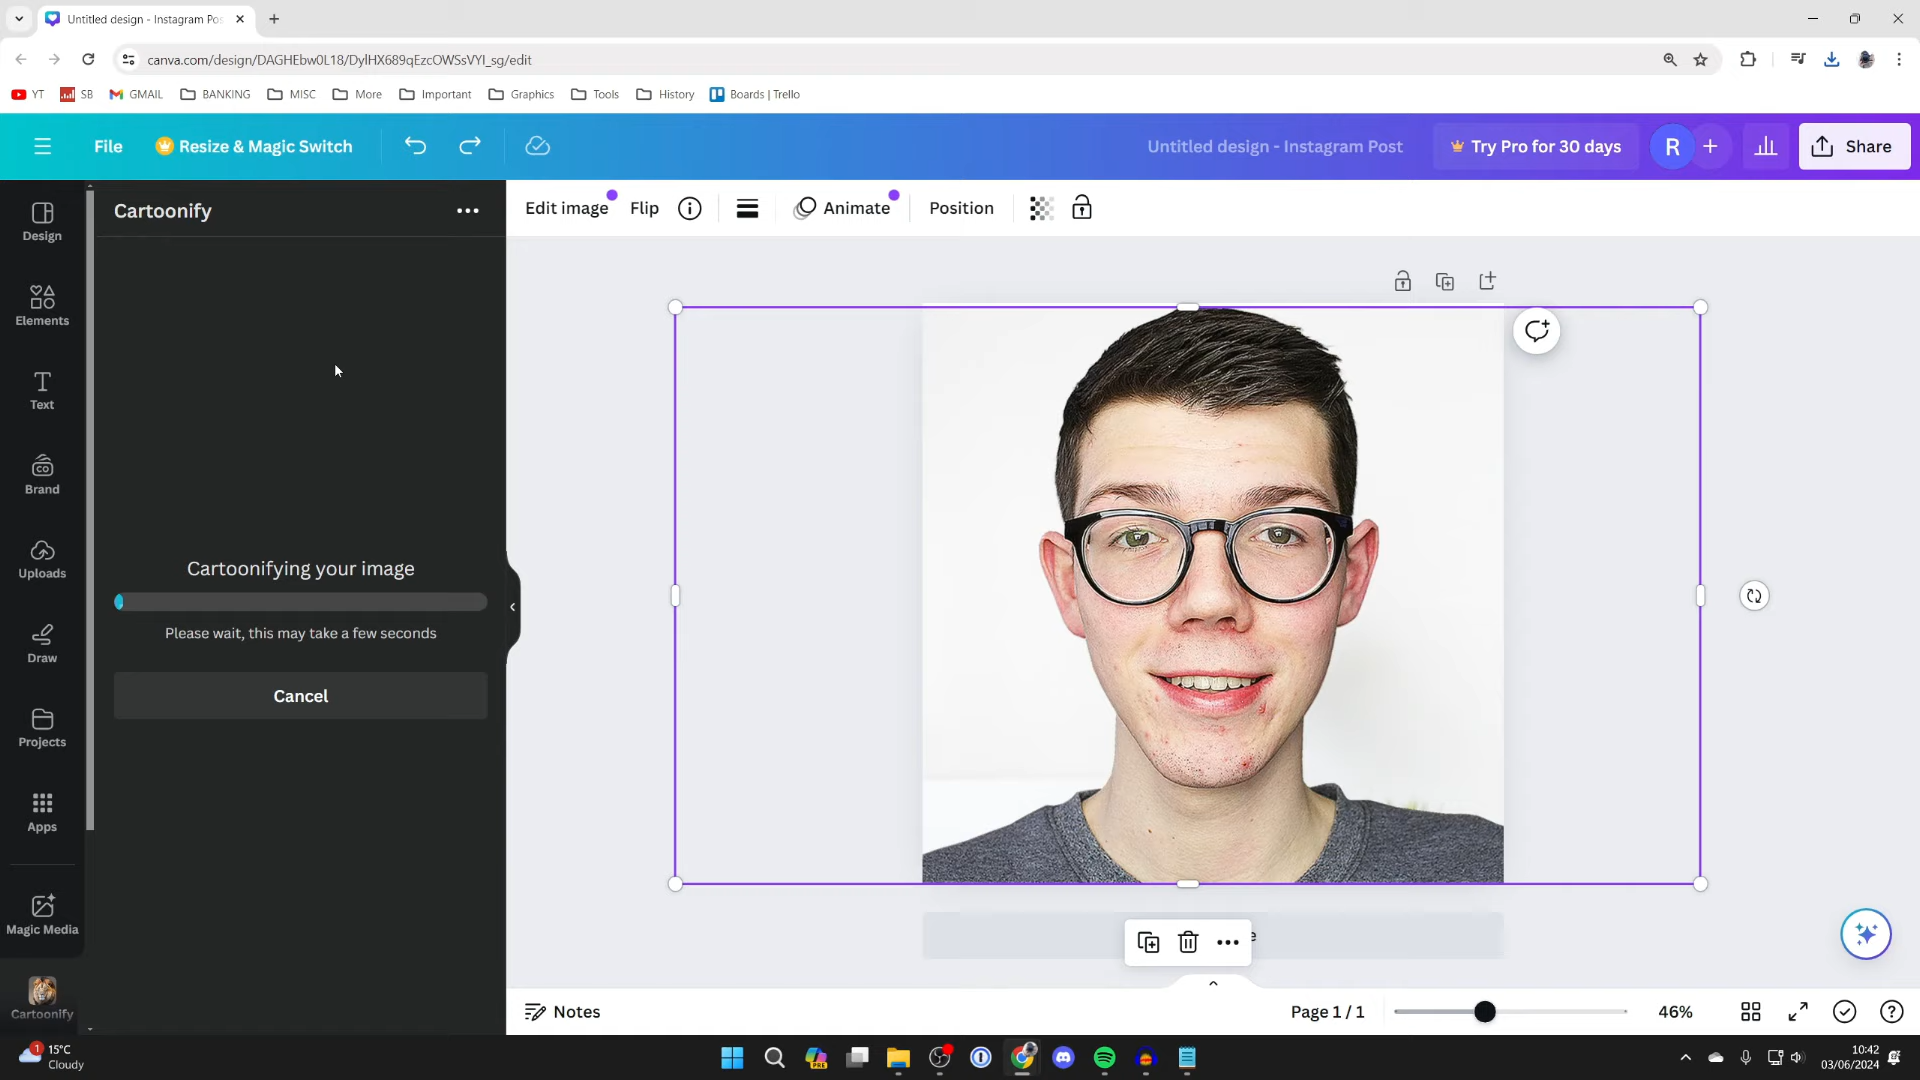 Untitled design - Instagram Po
canva.com/design/DAGHEbw0L18/DylHX689qEzcOWSsVYI_sg/edit
YT SB GMAIL BANKING MISC More Important Graphics Tools History Boards | Trello
File Resize & Magic Switch Untitled design - Instagram Post Try Pro for 30 days R Share
Cartoonify
Edit image Flip Animate Position
Design
Elements
Text
Brand
Uploads
Draw
Projects
Apps
Magic Media
Cartoonify
Cartoonifying your image
Please wait, this may take a few seconds
Cancel
Notes Page 1 / 1 46%
1 15°C
Cloudy
PRE
10:42
03/06/2024